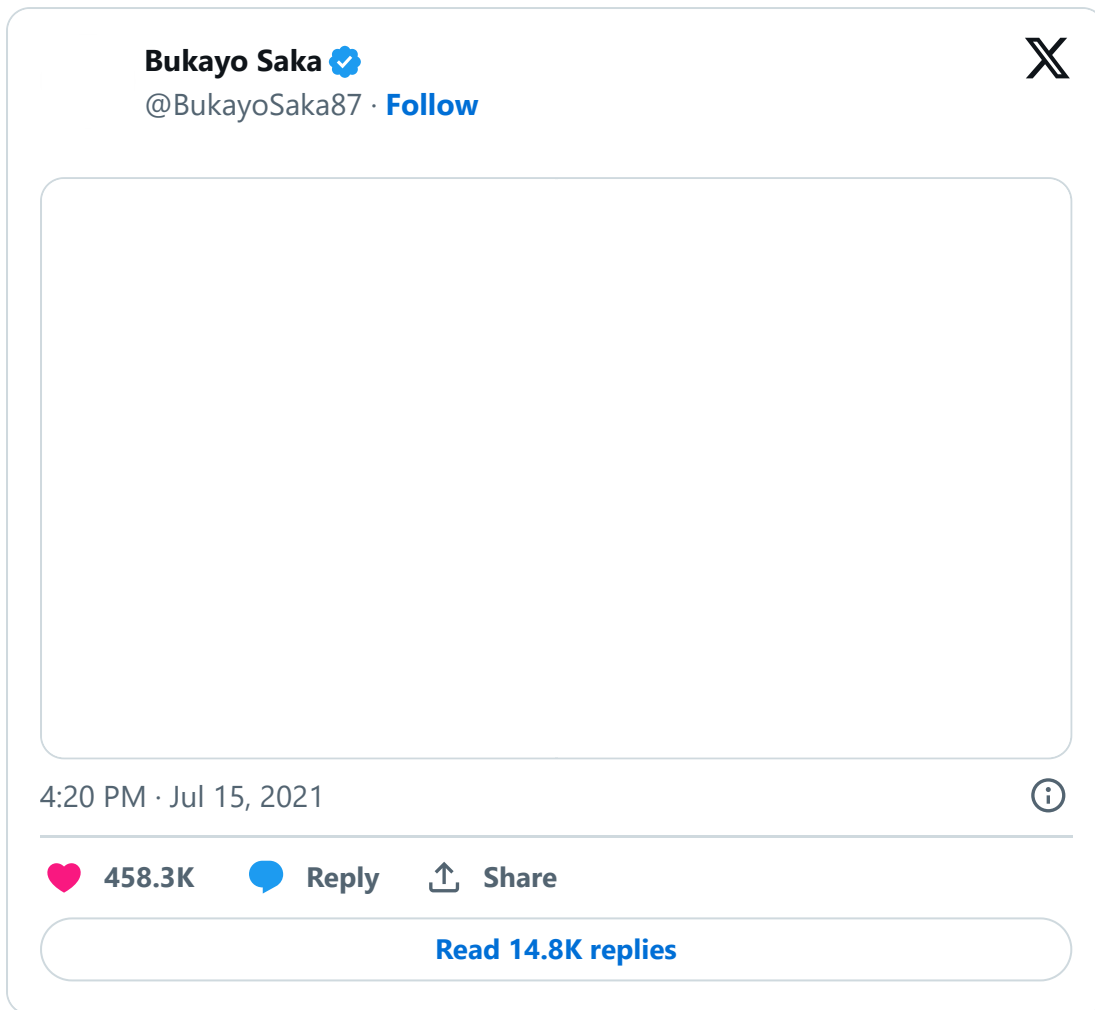 Bukayo Saka
@BukayoSaka87 · Follow
4:20 PM · Jul 15, 2021
458.3K Reply Share
Read 14.8K replies